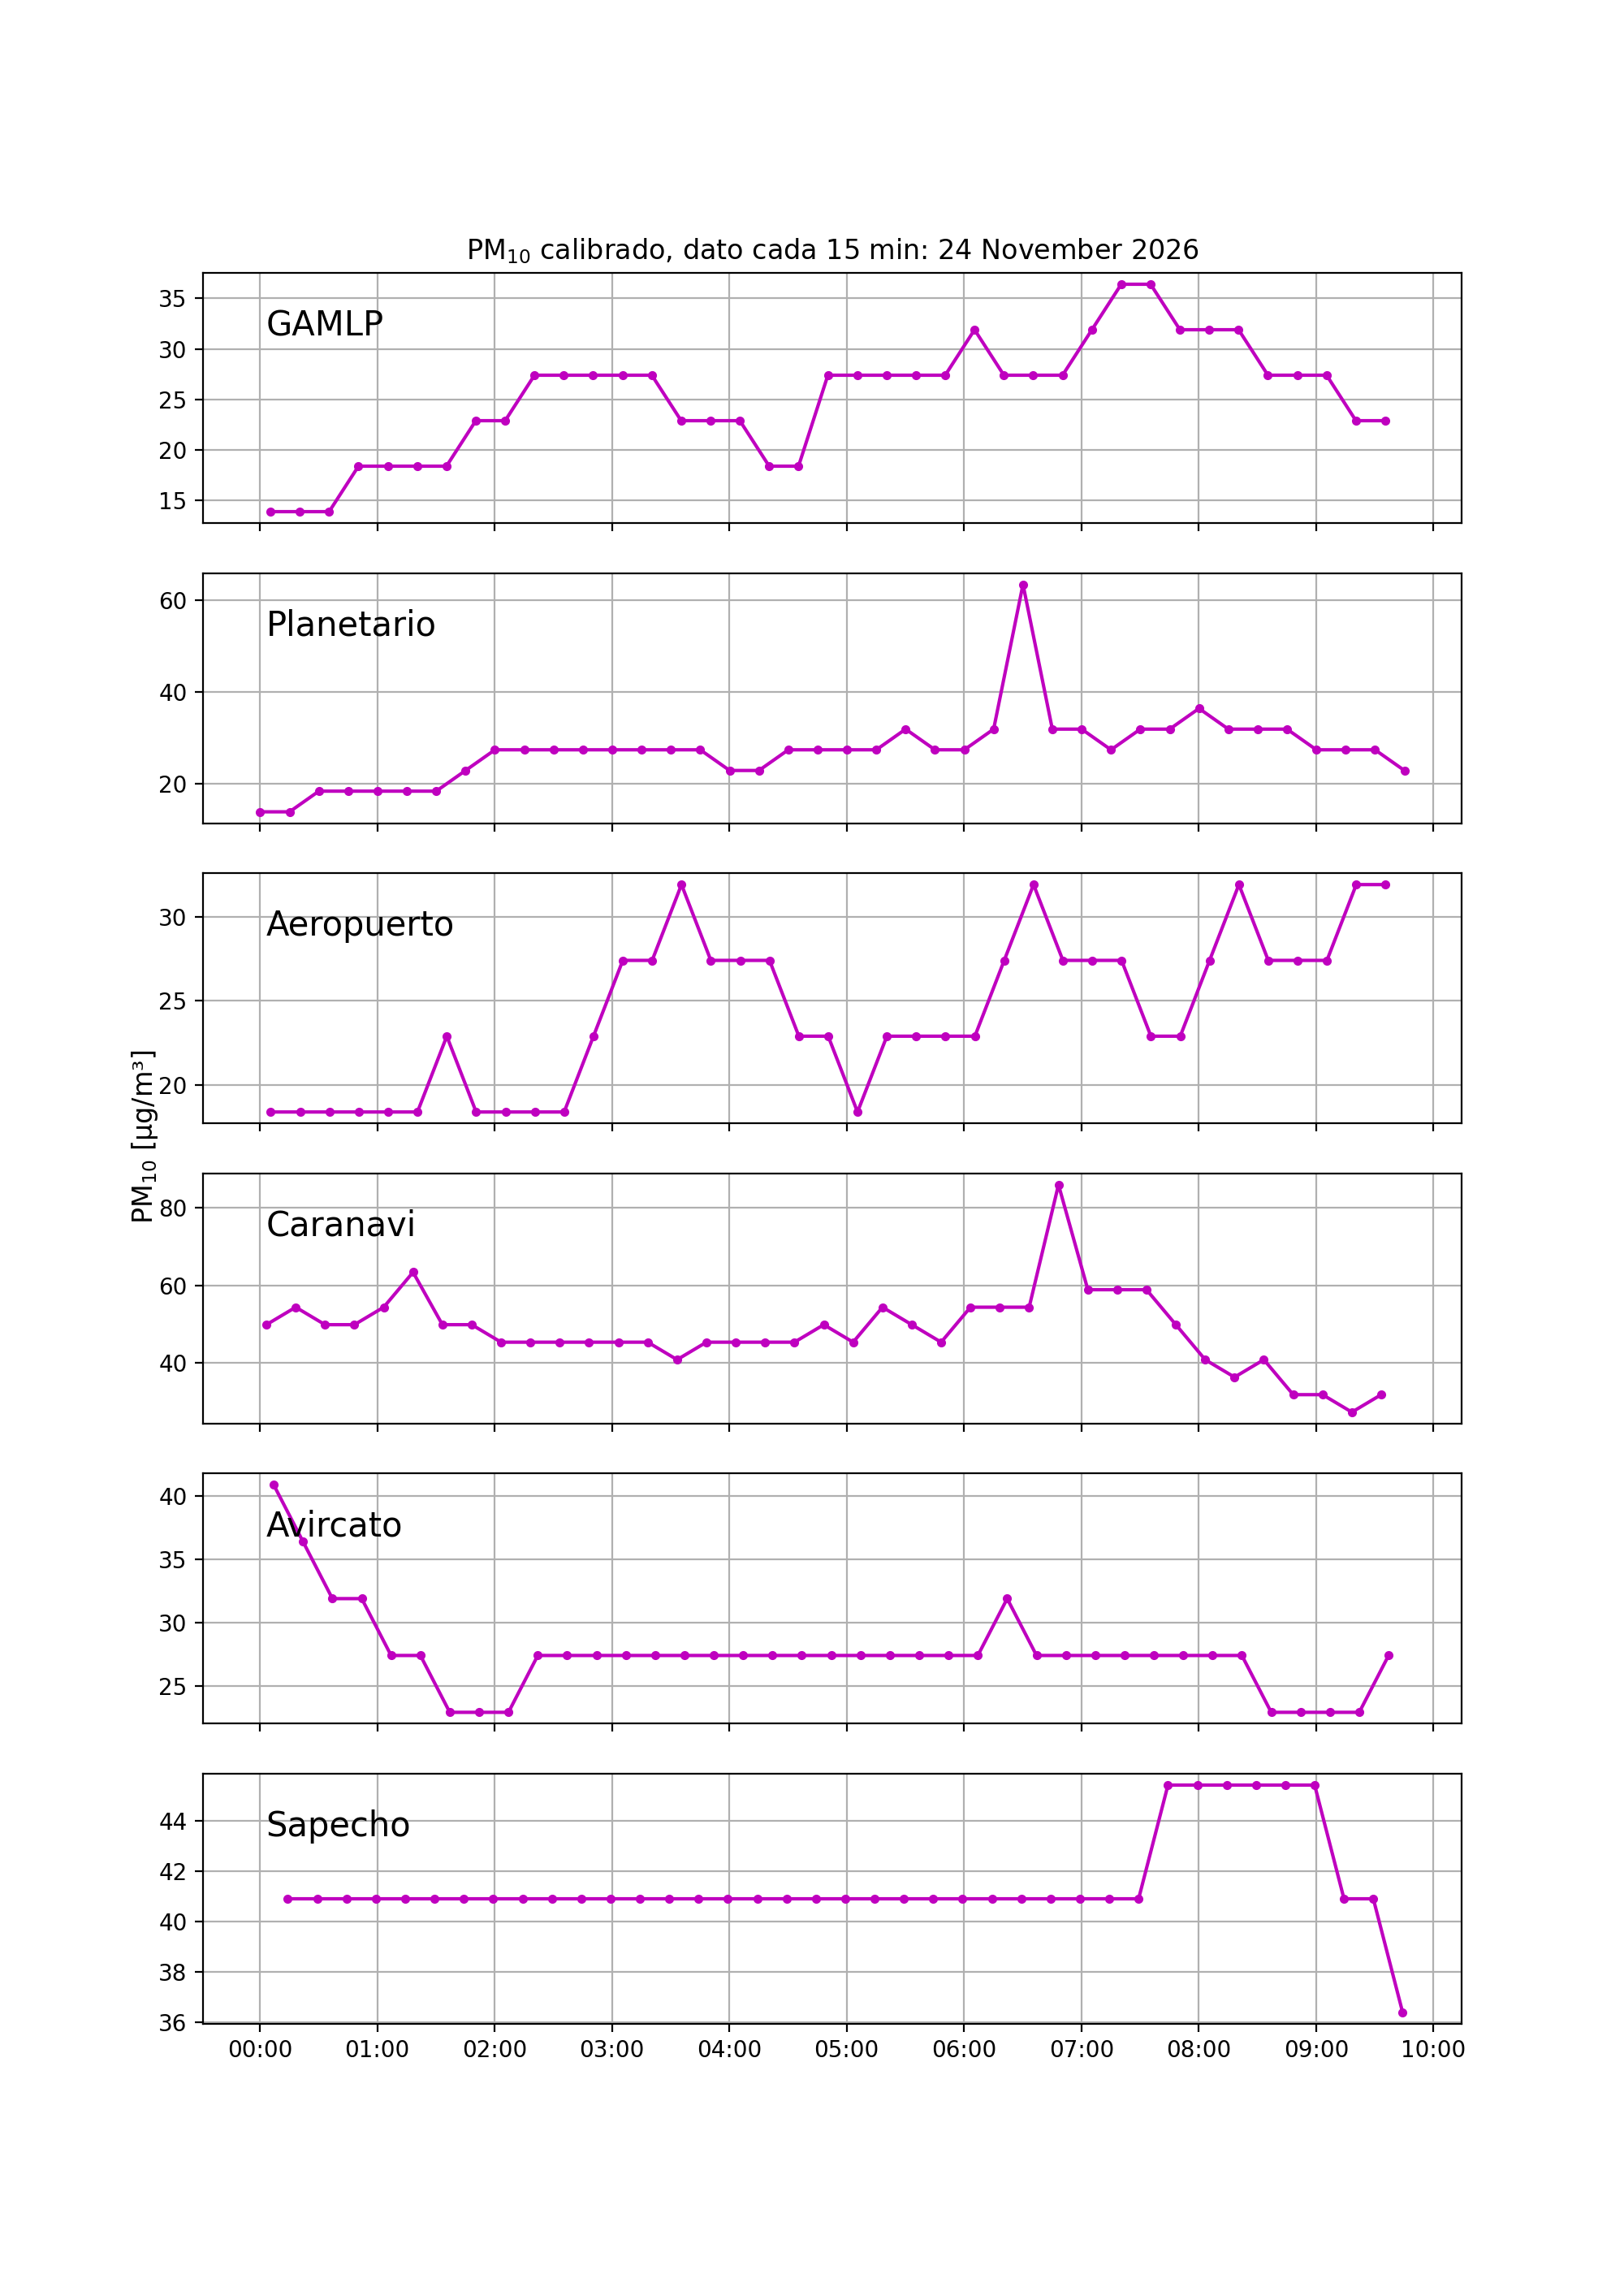 PM₁₀ calibrado, dato cada 15 min: 24 November 2026
35
GAMLP
30
25
20
15
60
Planetario
40
20
30
Aeropuerto
25
20
PM₁₀ [µg/m³]
80
Caranavi
60
40
40
Avircato
35
30
25
44
Sapecho
42
40
38
36
00:00 01:00 02:00 03:00 04:00 05:00 06:00 07:00 08:00 09:00 10:00